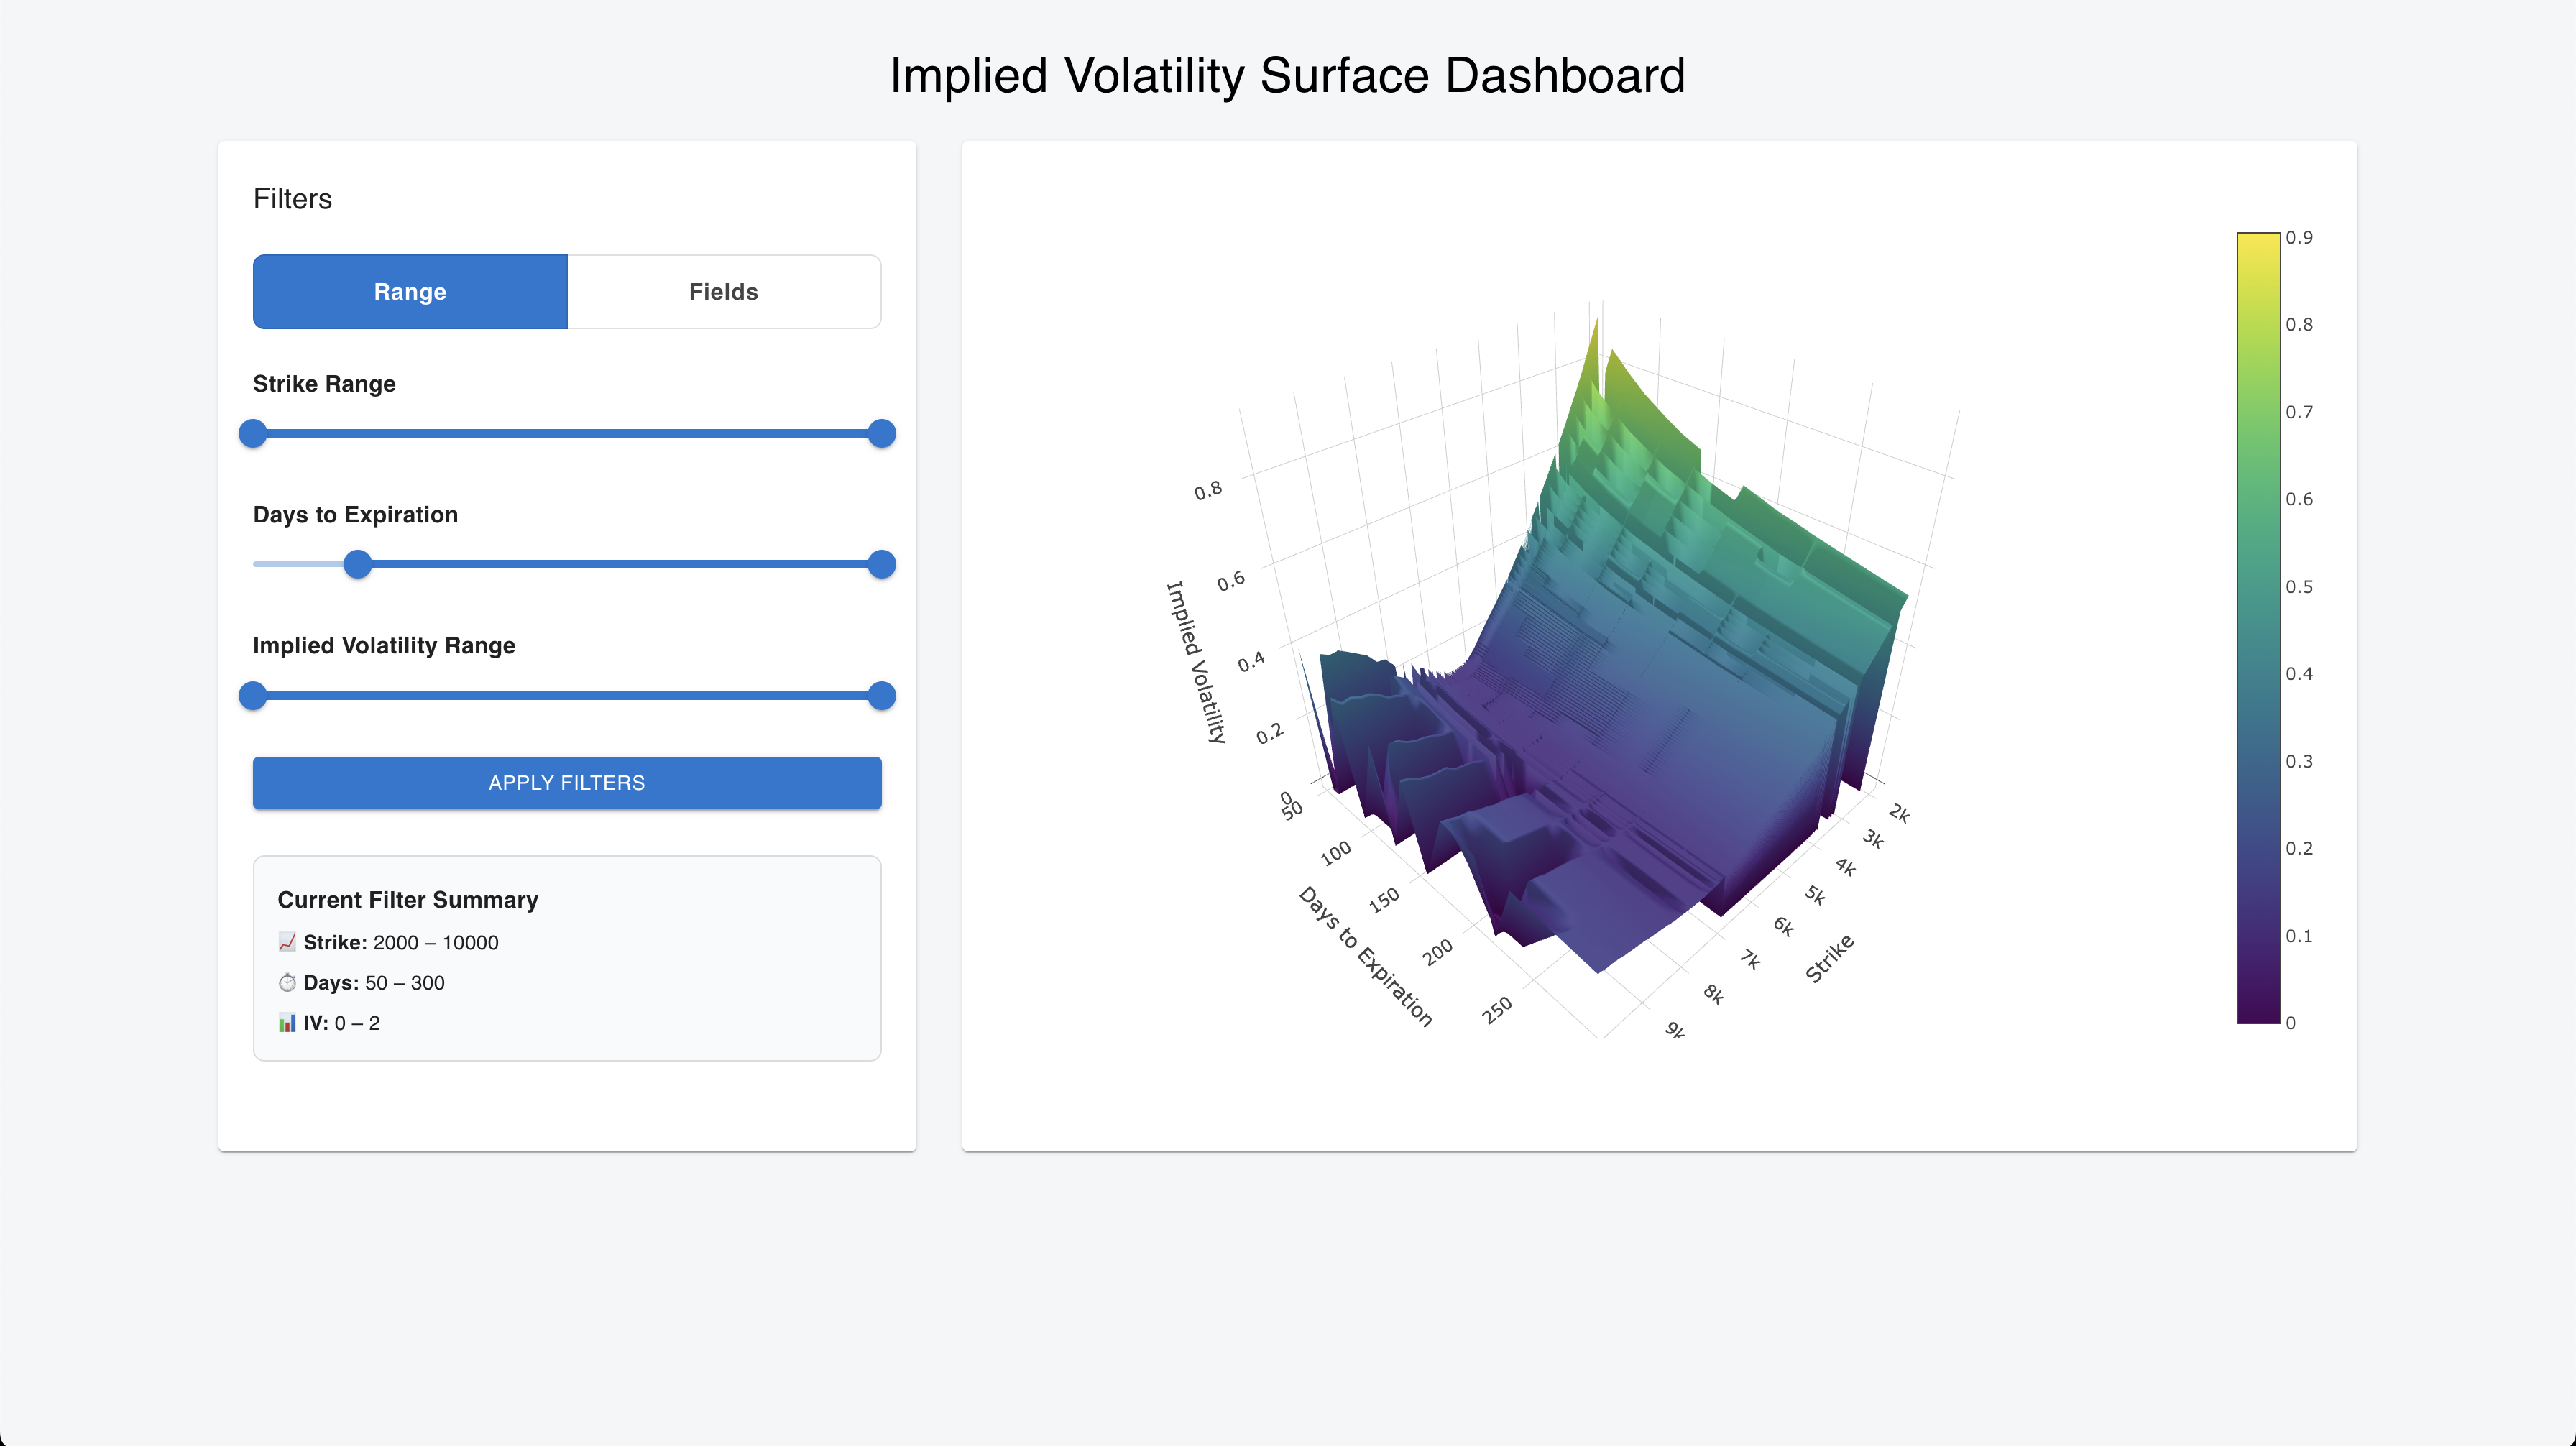 Implied Volatility Surface Dashboard
Filters
Range
Fields
Strike Range
Days to Expiration
Implied Volatility Range
APPLY FILTERS
Current Filter Summary
Strike: 2000 – 10000
Days: 50 – 300
IV: 0 – 2
Implied Volatility
0.8
0.6
0.4
0.2
0
50
100
150
200
250
Days to Expiration
2k
3k
4k
5k
6k
7k
8k
9k
Strike
0.9
0.8
0.7
0.6
0.5
0.4
0.3
0.2
0.1
0